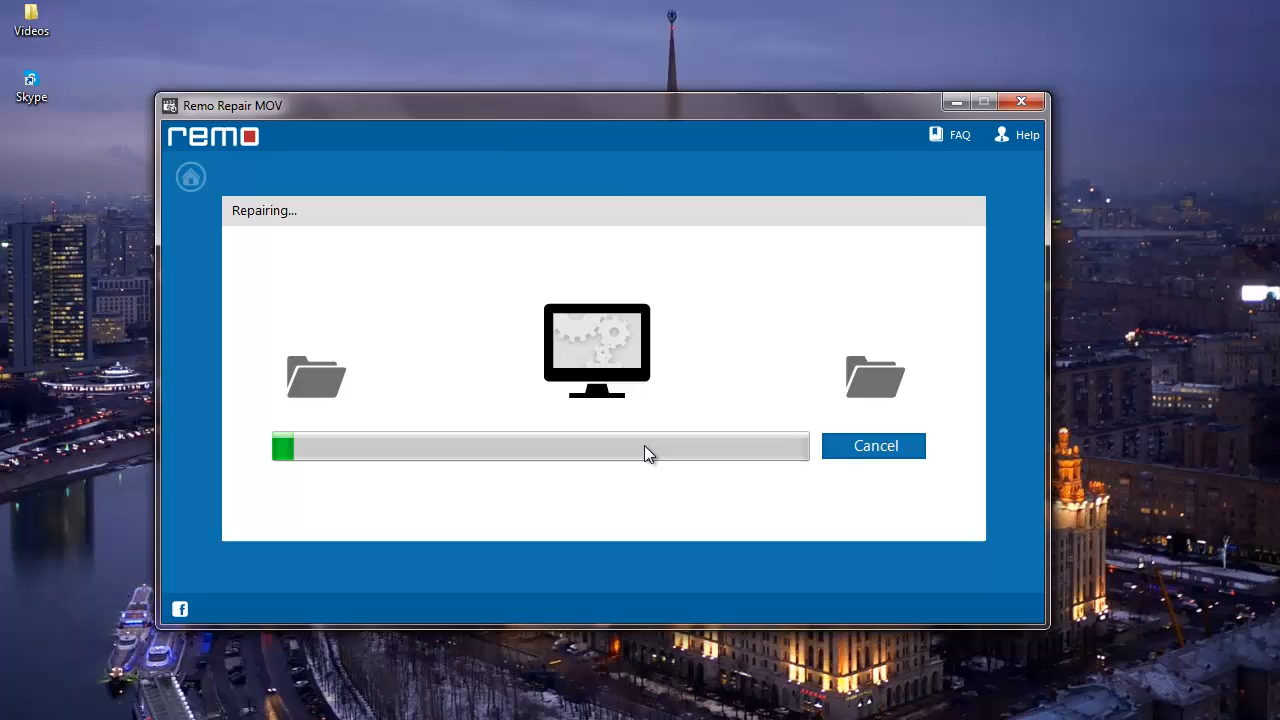 Videos
Skype
Remo Repair MOV
remo
FAQ
Help
Repairing...
Cancel
f